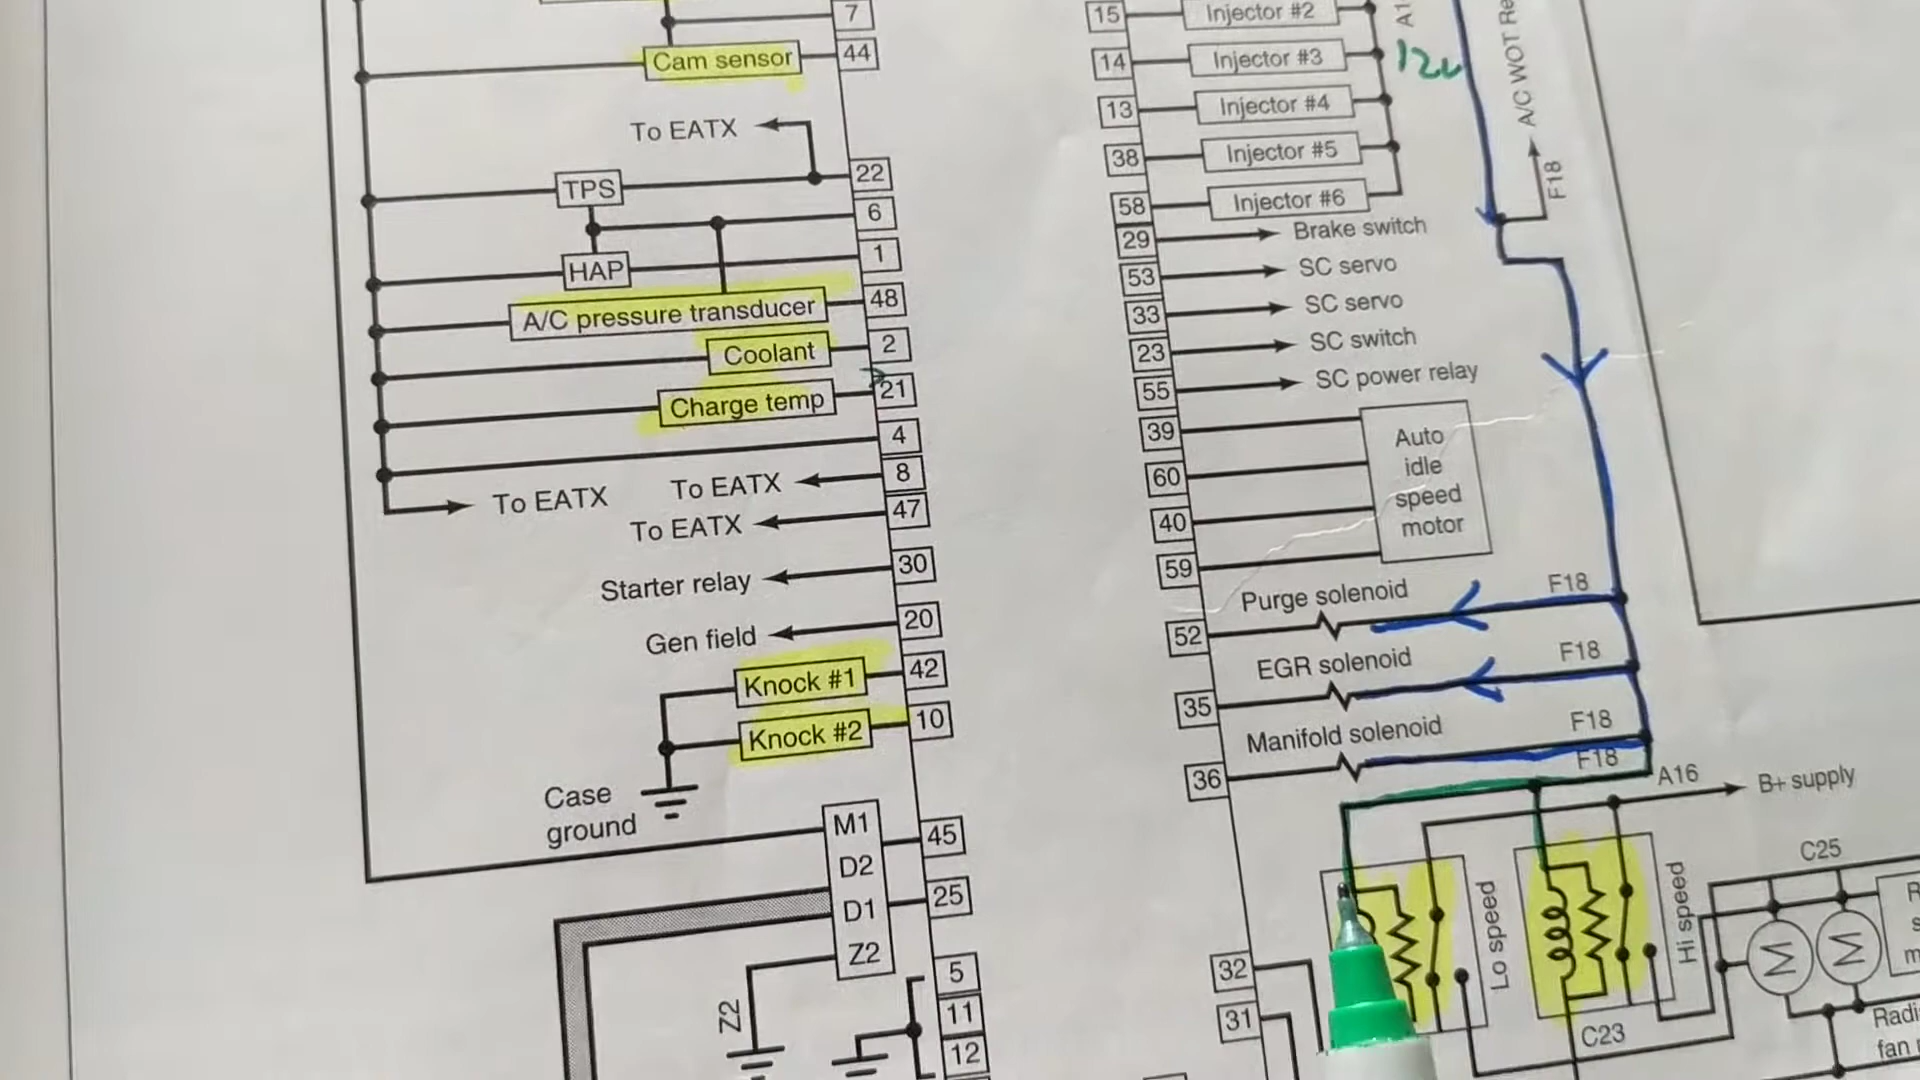 7
Cam sensor
44
To EATX
22
TPS
6
HAP
1
A/C pressure transducer
48
Coolant
2
Charge temp
21
4
To EATX
To EATX
8
To EATX
47
Starter relay
30
Gen field
20
Knock #1
42
Knock #2
10
Case
ground
M1
45
D2
D1
25
Z2
Z2
5
11
12
15
Injector #2
14
Injector #3
13
Injector #4
38
Injector #5
58
Injector #6
12v
A/C WOT
F18
29
Brake switch
53
SC servo
33
SC servo
23
SC switch
55
SC power relay
39
60
40
59
Auto
idle
speed
motor
Purge solenoid
F18
52
EGR solenoid
F18
35
Manifold solenoid
F18
F18
36
A16
B+ supply
Lo speed
Hi speed
C25
M
M
32
31
C23
fan